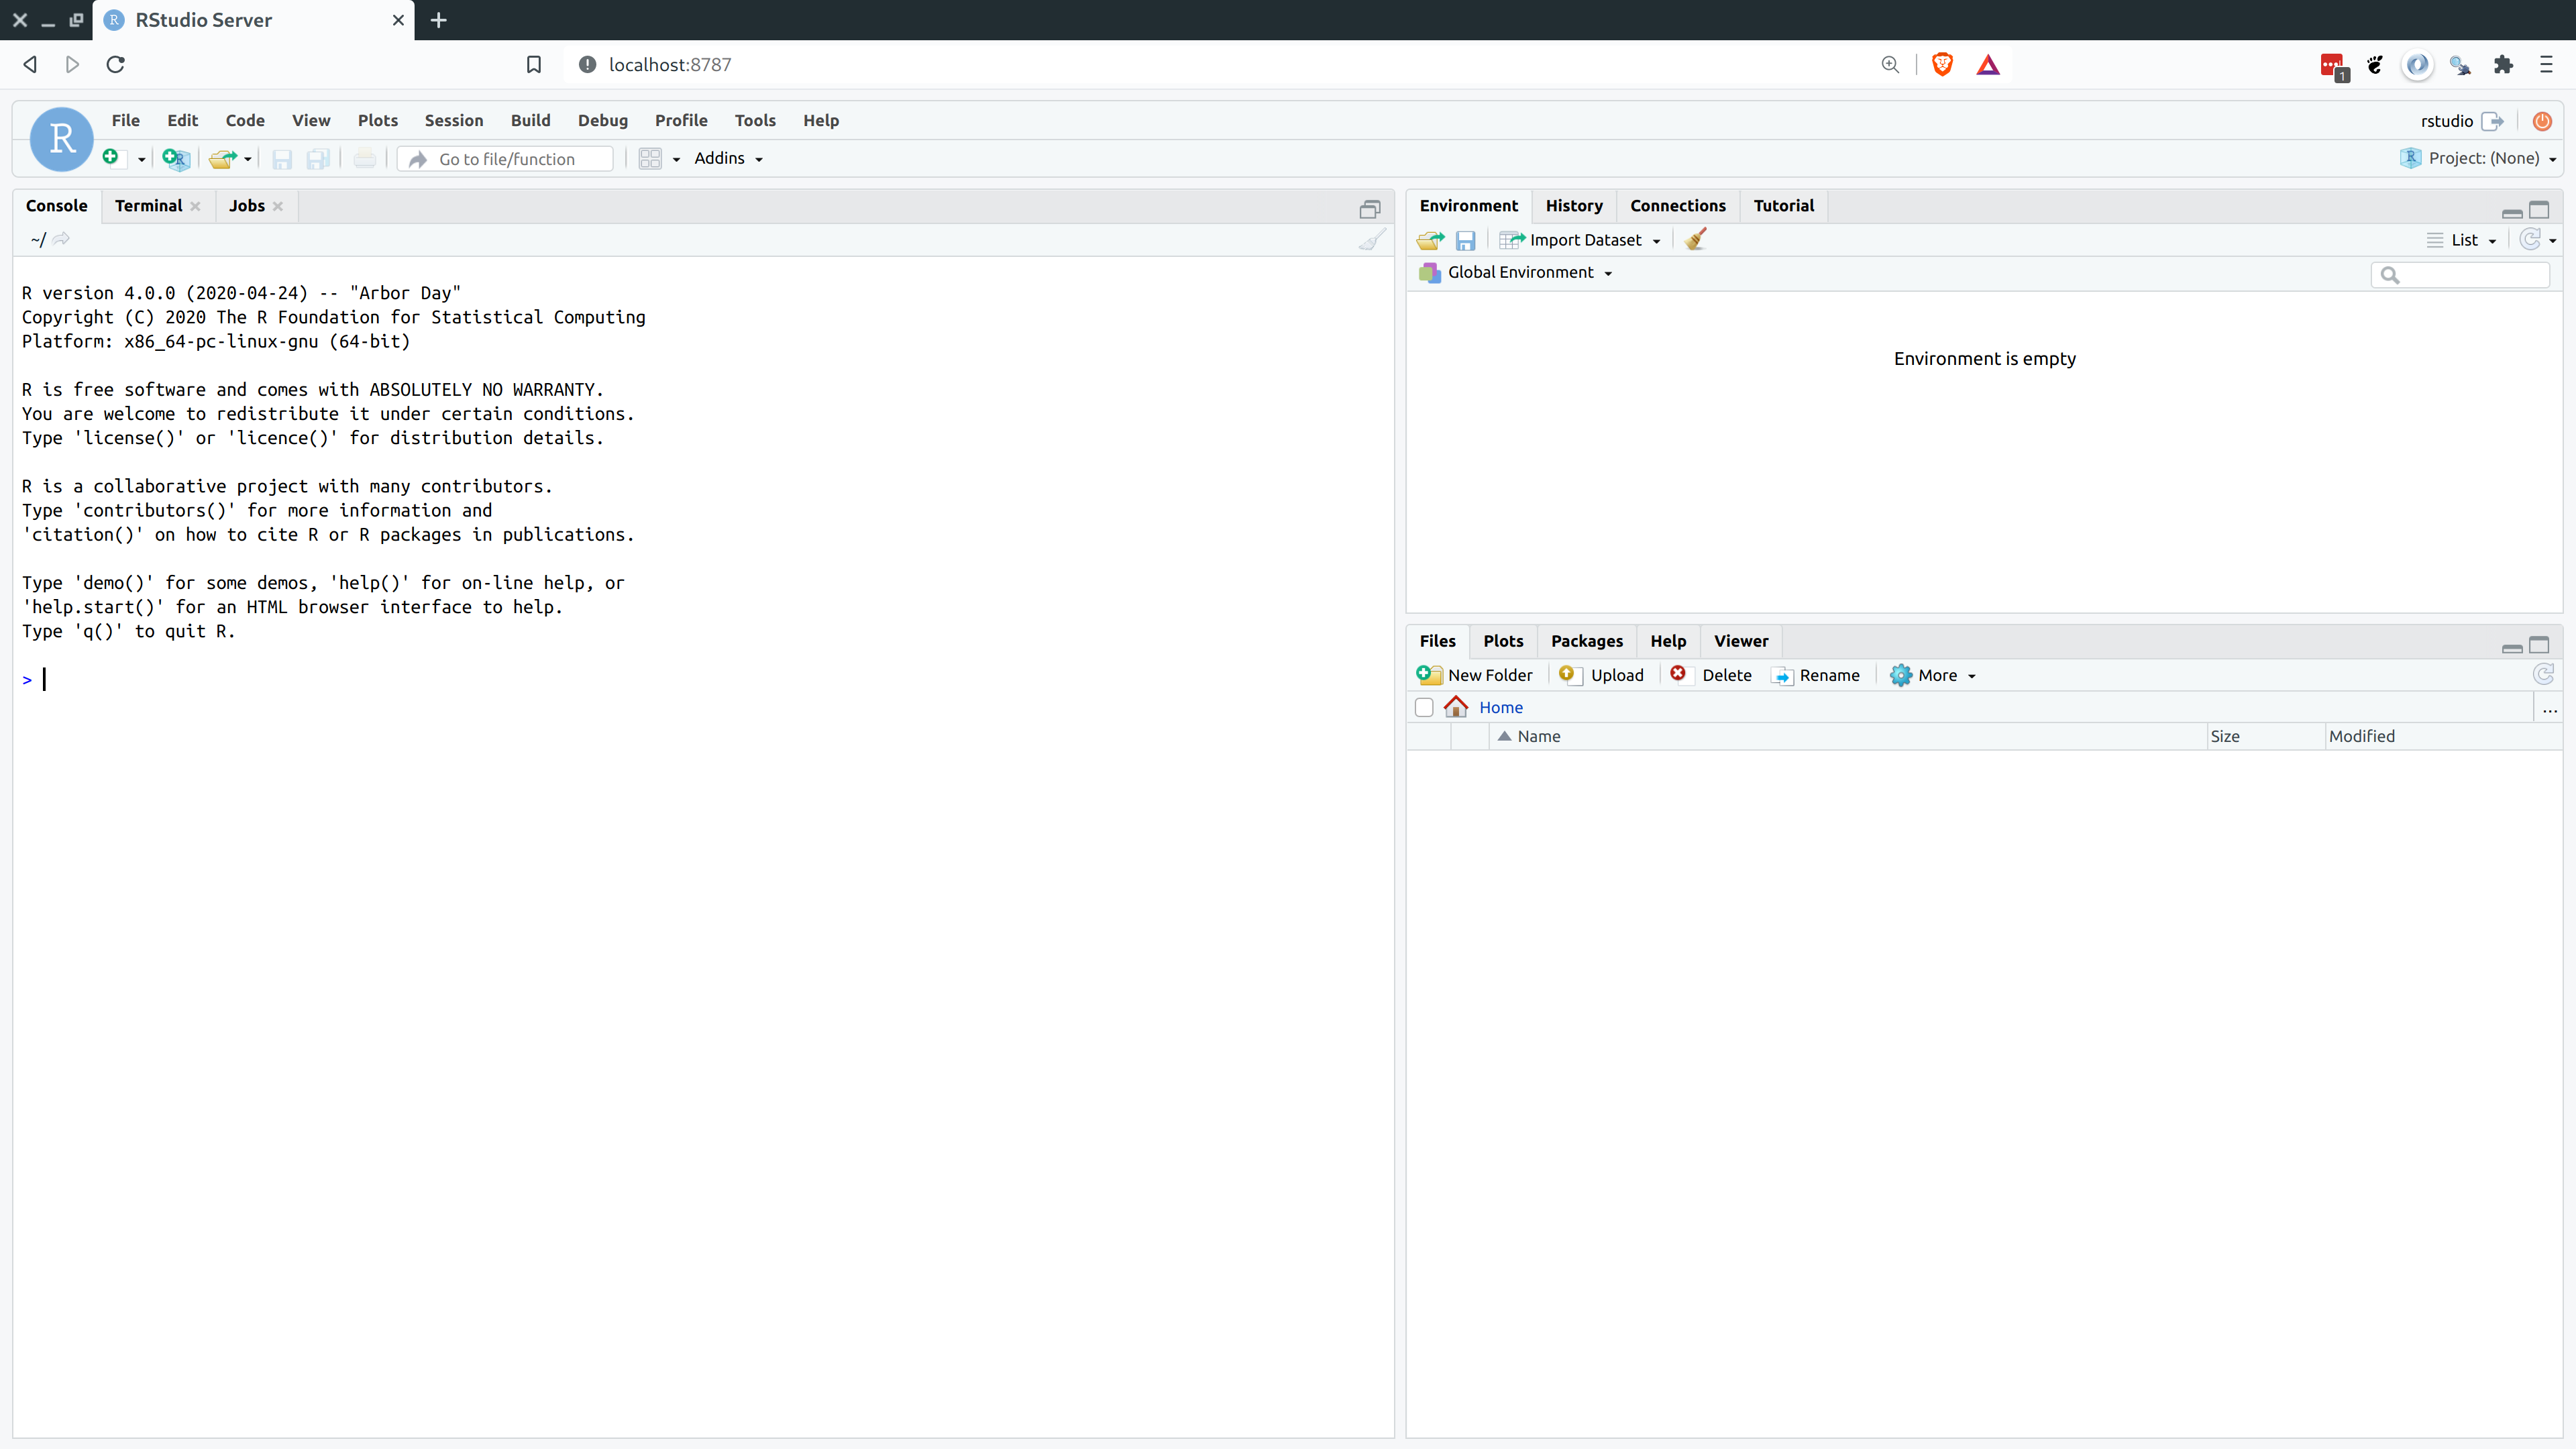 RStudio Server
localhost:8787
1
R
File Edit Code View Plots Session Build Debug Profile Tools Help
rstudio
Go to file/function
Addins
Project: (None)
Console Terminal Jobs
~/
R version 4.0.0 (2020-04-24) -- "Arbor Day"
Copyright (C) 2020 The R Foundation for Statistical Computing
Platform: x86_64-pc-linux-gnu (64-bit)
R is free software and comes with ABSOLUTELY NO WARRANTY.
You are welcome to redistribute it under certain conditions.
Type 'license()' or 'licence()' for distribution details.
R is a collaborative project with many contributors.
Type 'contributors()' for more information and
'citation()' on how to cite R or R packages in publications.
Type 'demo()' for some demos, 'help()' for on-line help, or
'help.start()' for an HTML browser interface to help.
Type 'q()' to quit R.
>
Environment History Connections Tutorial
Import Dataset
List
Global Environment
Environment is empty
Files Plots Packages Help Viewer
New Folder Upload Delete Rename More
Home
...
Name Size Modified